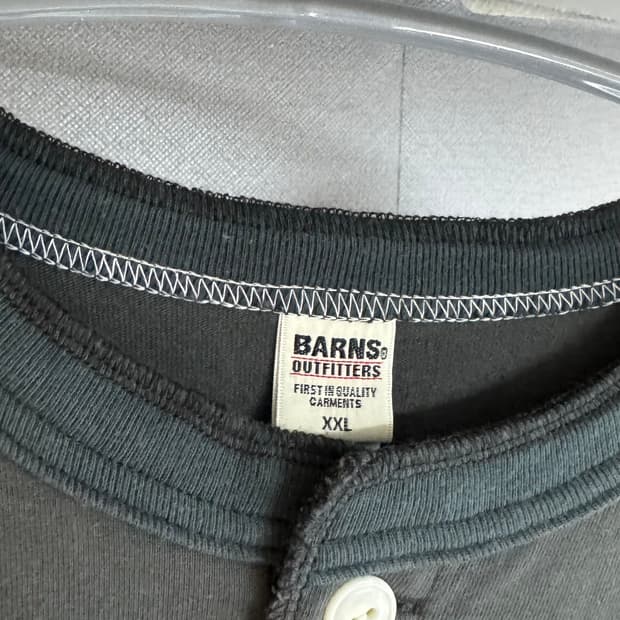 BARNS®
OUTFITTERS
FIRST IN QUALITY
GARMENTS
XXL